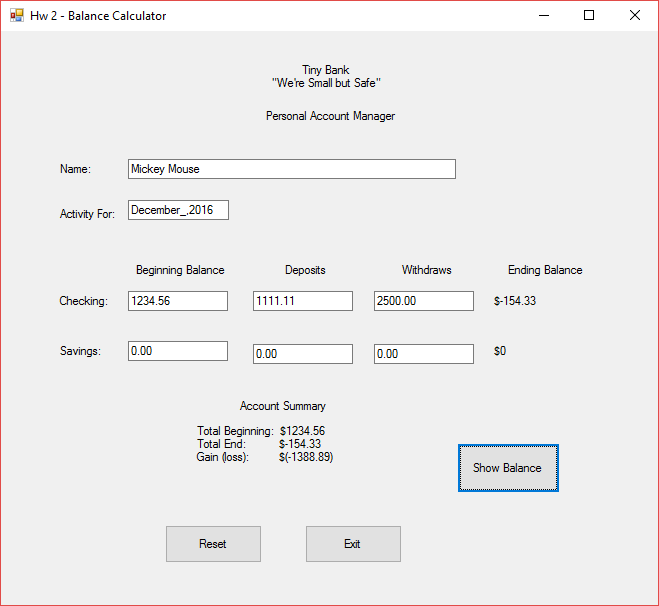 Hw 2 - Balance Calculator
Tiny Bank
"We're Small but Safe"
Personal Account Manager
Name: Mickey Mouse
Activity For: December_,2016
Beginning Balance Deposits Withdraws Ending Balance
Checking: 1234.56 1111.11 2500.00 $-154.33
Savings: 0.00 0.00 0.00 $0
Account Summary
Total Beginning: $1234.56
Total End: $-154.33
Gain (loss): $(-1388.89)
Show Balance
Reset Exit